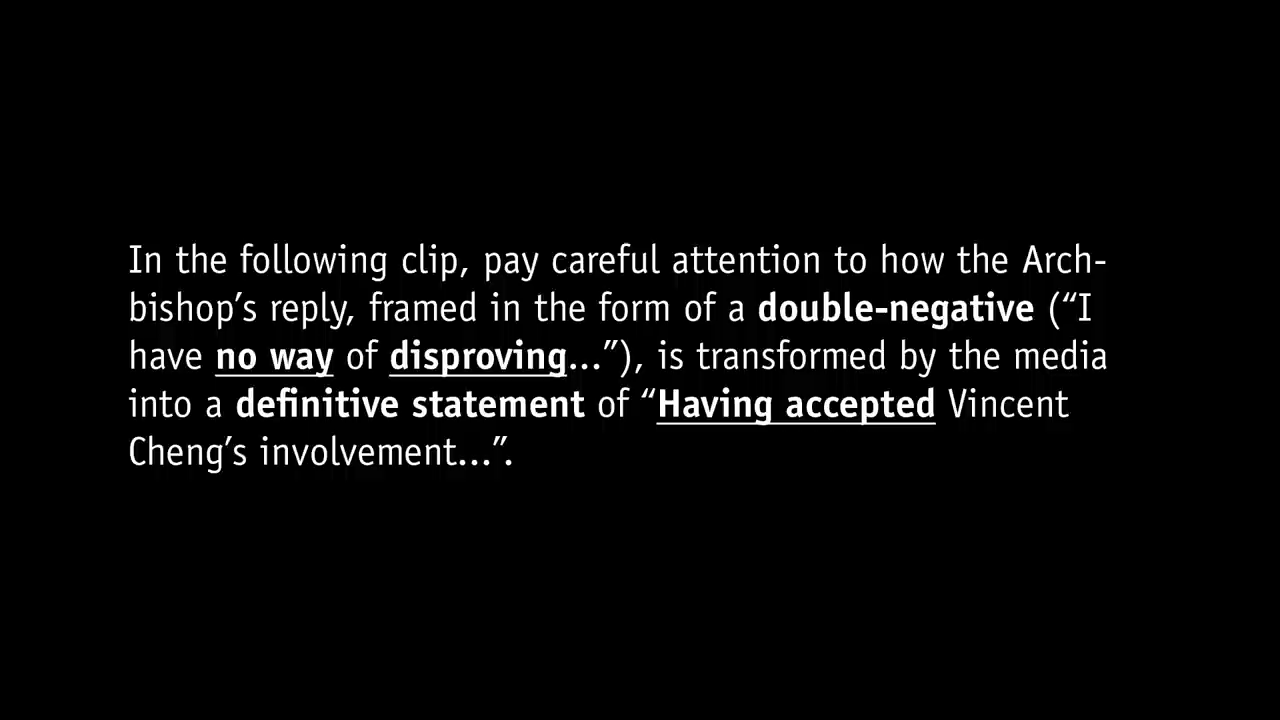 In the following clip, pay careful attention to how the Arch-
bishop’s reply, framed in the form of a double-negative (“I
have no way of disproving...”), is transformed by the media
into a definitive statement of “Having accepted Vincent
Cheng’s involvement...”.